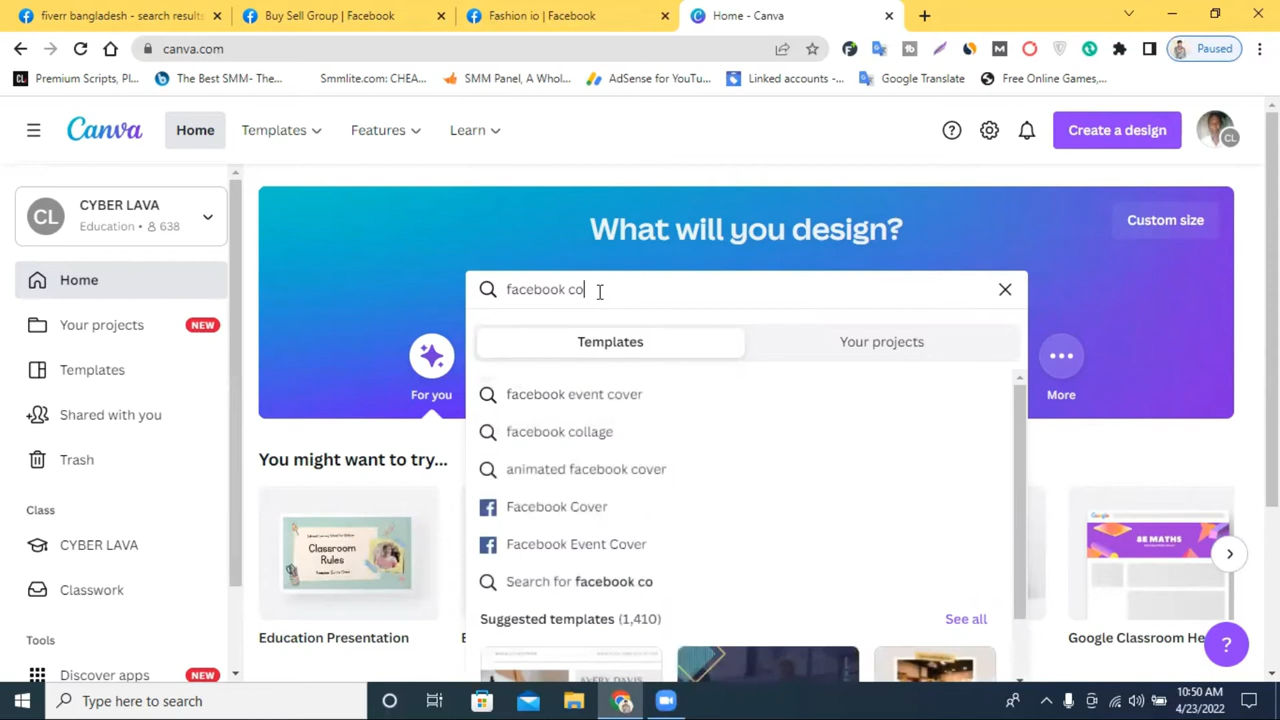 fiverr bangladesh - search results
Buy Sell Group | Facebook
Fashion io | Facebook
Home - Canva
canva.com
Paused
Premium Scripts, Pl...
The Best SMM- The...
Smmlite.com: CHEA...
SMM Panel, A Whol...
AdSense for YouTu...
Linked accounts -...
Google Translate
Free Online Games,...
Canva
Home
Templates
Features
Learn
Create a design
CL
CL
CYBER LAVA
Education • 638
Home
Your projects
NEW
Templates
Shared with you
Trash
Class
CYBER LAVA
Classwork
Tools
Discover apps
NEW
What will you design?
Custom size
facebook co
Templates
Your projects
For you
More
facebook event cover
facebook collage
animated facebook cover
Facebook Cover
Facebook Event Cover
Search for facebook co
Suggested templates (1,410)
See all
You might want to try...
Classroom
Rules
Google
8E MATHS
Education Presentation
Google Classroom He
?
Type here to search
10:50 AM
4/23/2022